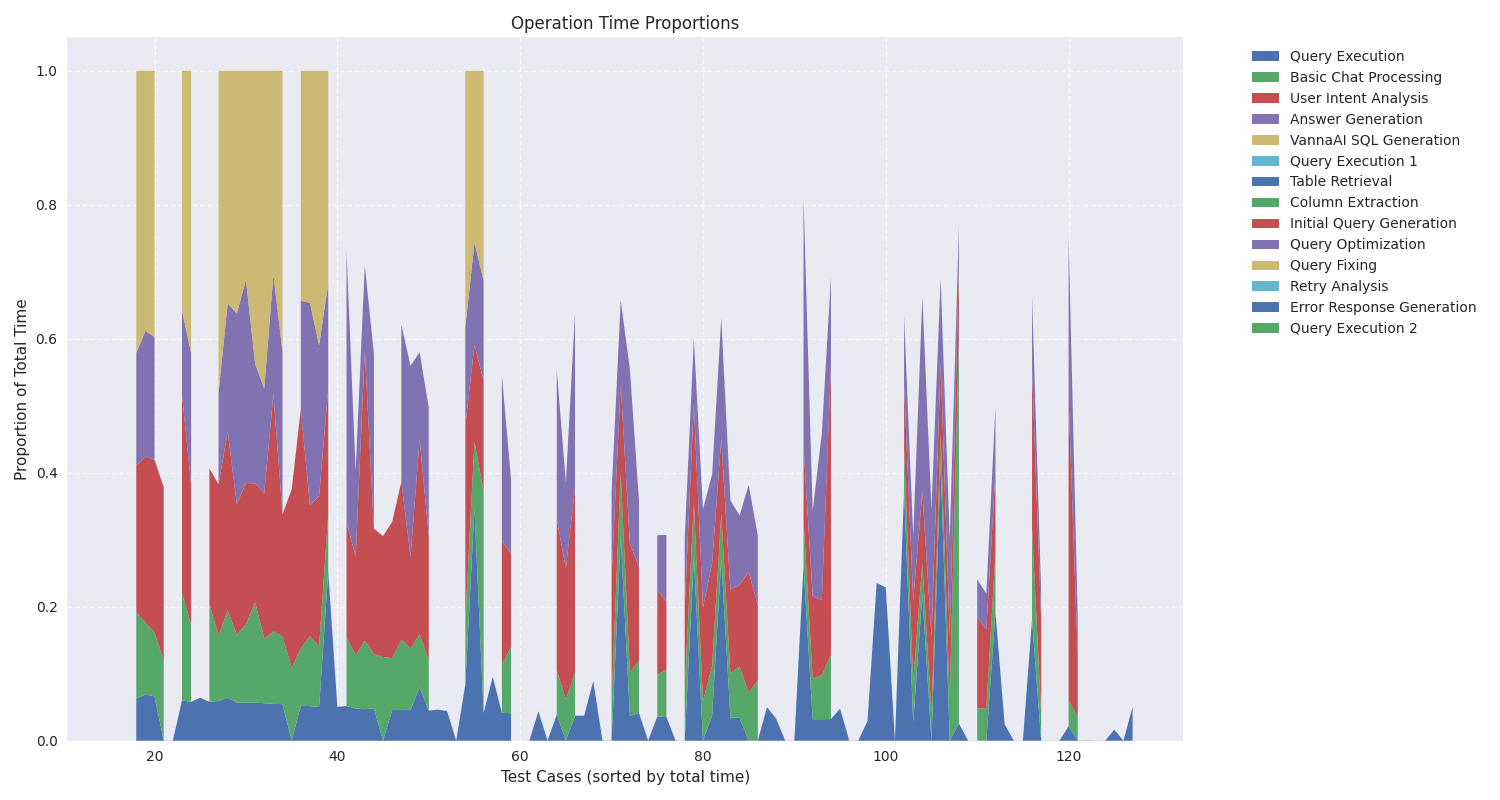 Operation Time Proportions
Proportion of Total Time
1.0
0.8
0.6
0.4
0.2
0.0
20 40 60 80 100 120
Test Cases (sorted by total time)
Query Execution
Basic Chat Processing
User Intent Analysis
Answer Generation
VannaAI SQL Generation
Query Execution 1
Table Retrieval
Column Extraction
Initial Query Generation
Query Optimization
Query Fixing
Retry Analysis
Error Response Generation
Query Execution 2